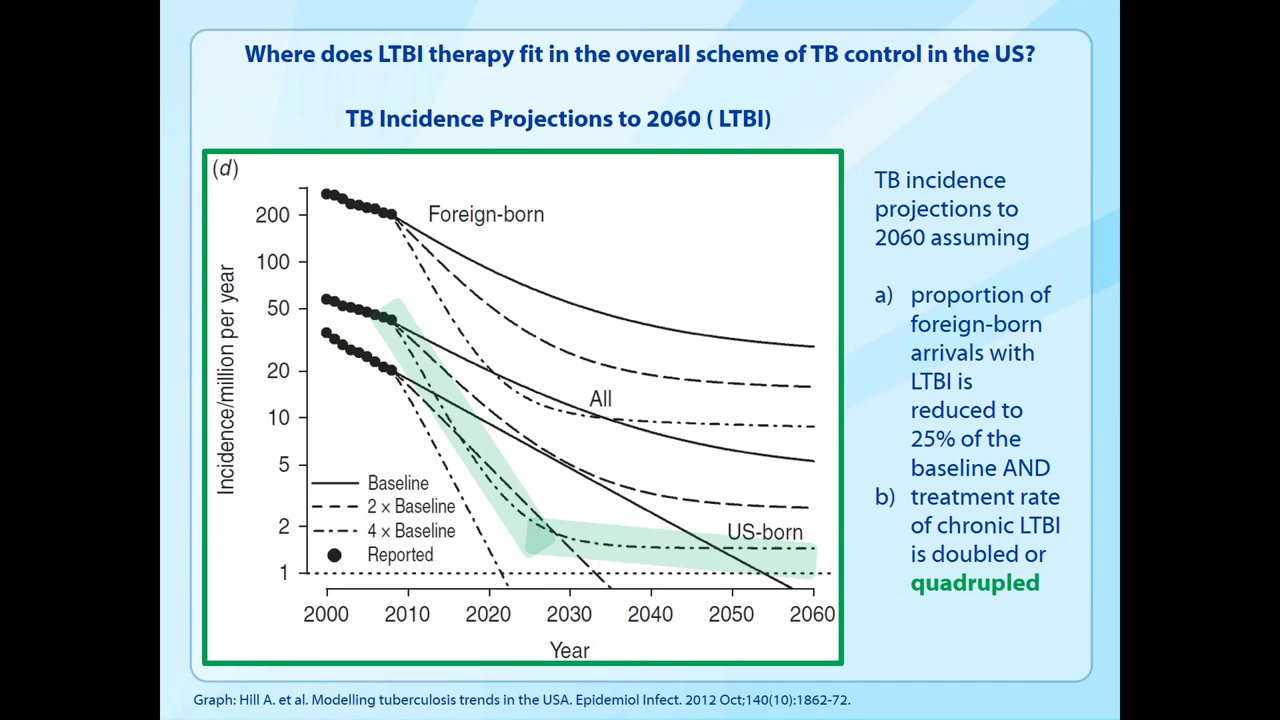 Where does LTBI therapy fit in the overall scheme of TB control in the US?
TB Incidence Projections to 2060 ( LTBI)
(d)
Incidence/million per year
200
100
50
20
10
5
2
1
Foreign-born
All
US-born
Baseline
2 x Baseline
4 x Baseline
Reported
2000 2010 2020 2030 2040 2050 2060
Year
TB incidence
projections to
2060 assuming
a) proportion of
foreign-born
arrivals with
LTBI is
reduced to
25% of the
baseline AND
b) treatment rate
of chronic LTBI
is doubled or
quadrupled
Graph: Hill A. et al. Modelling tuberculosis trends in the USA. Epidemiol Infect. 2012 Oct;140(10):1862-72.